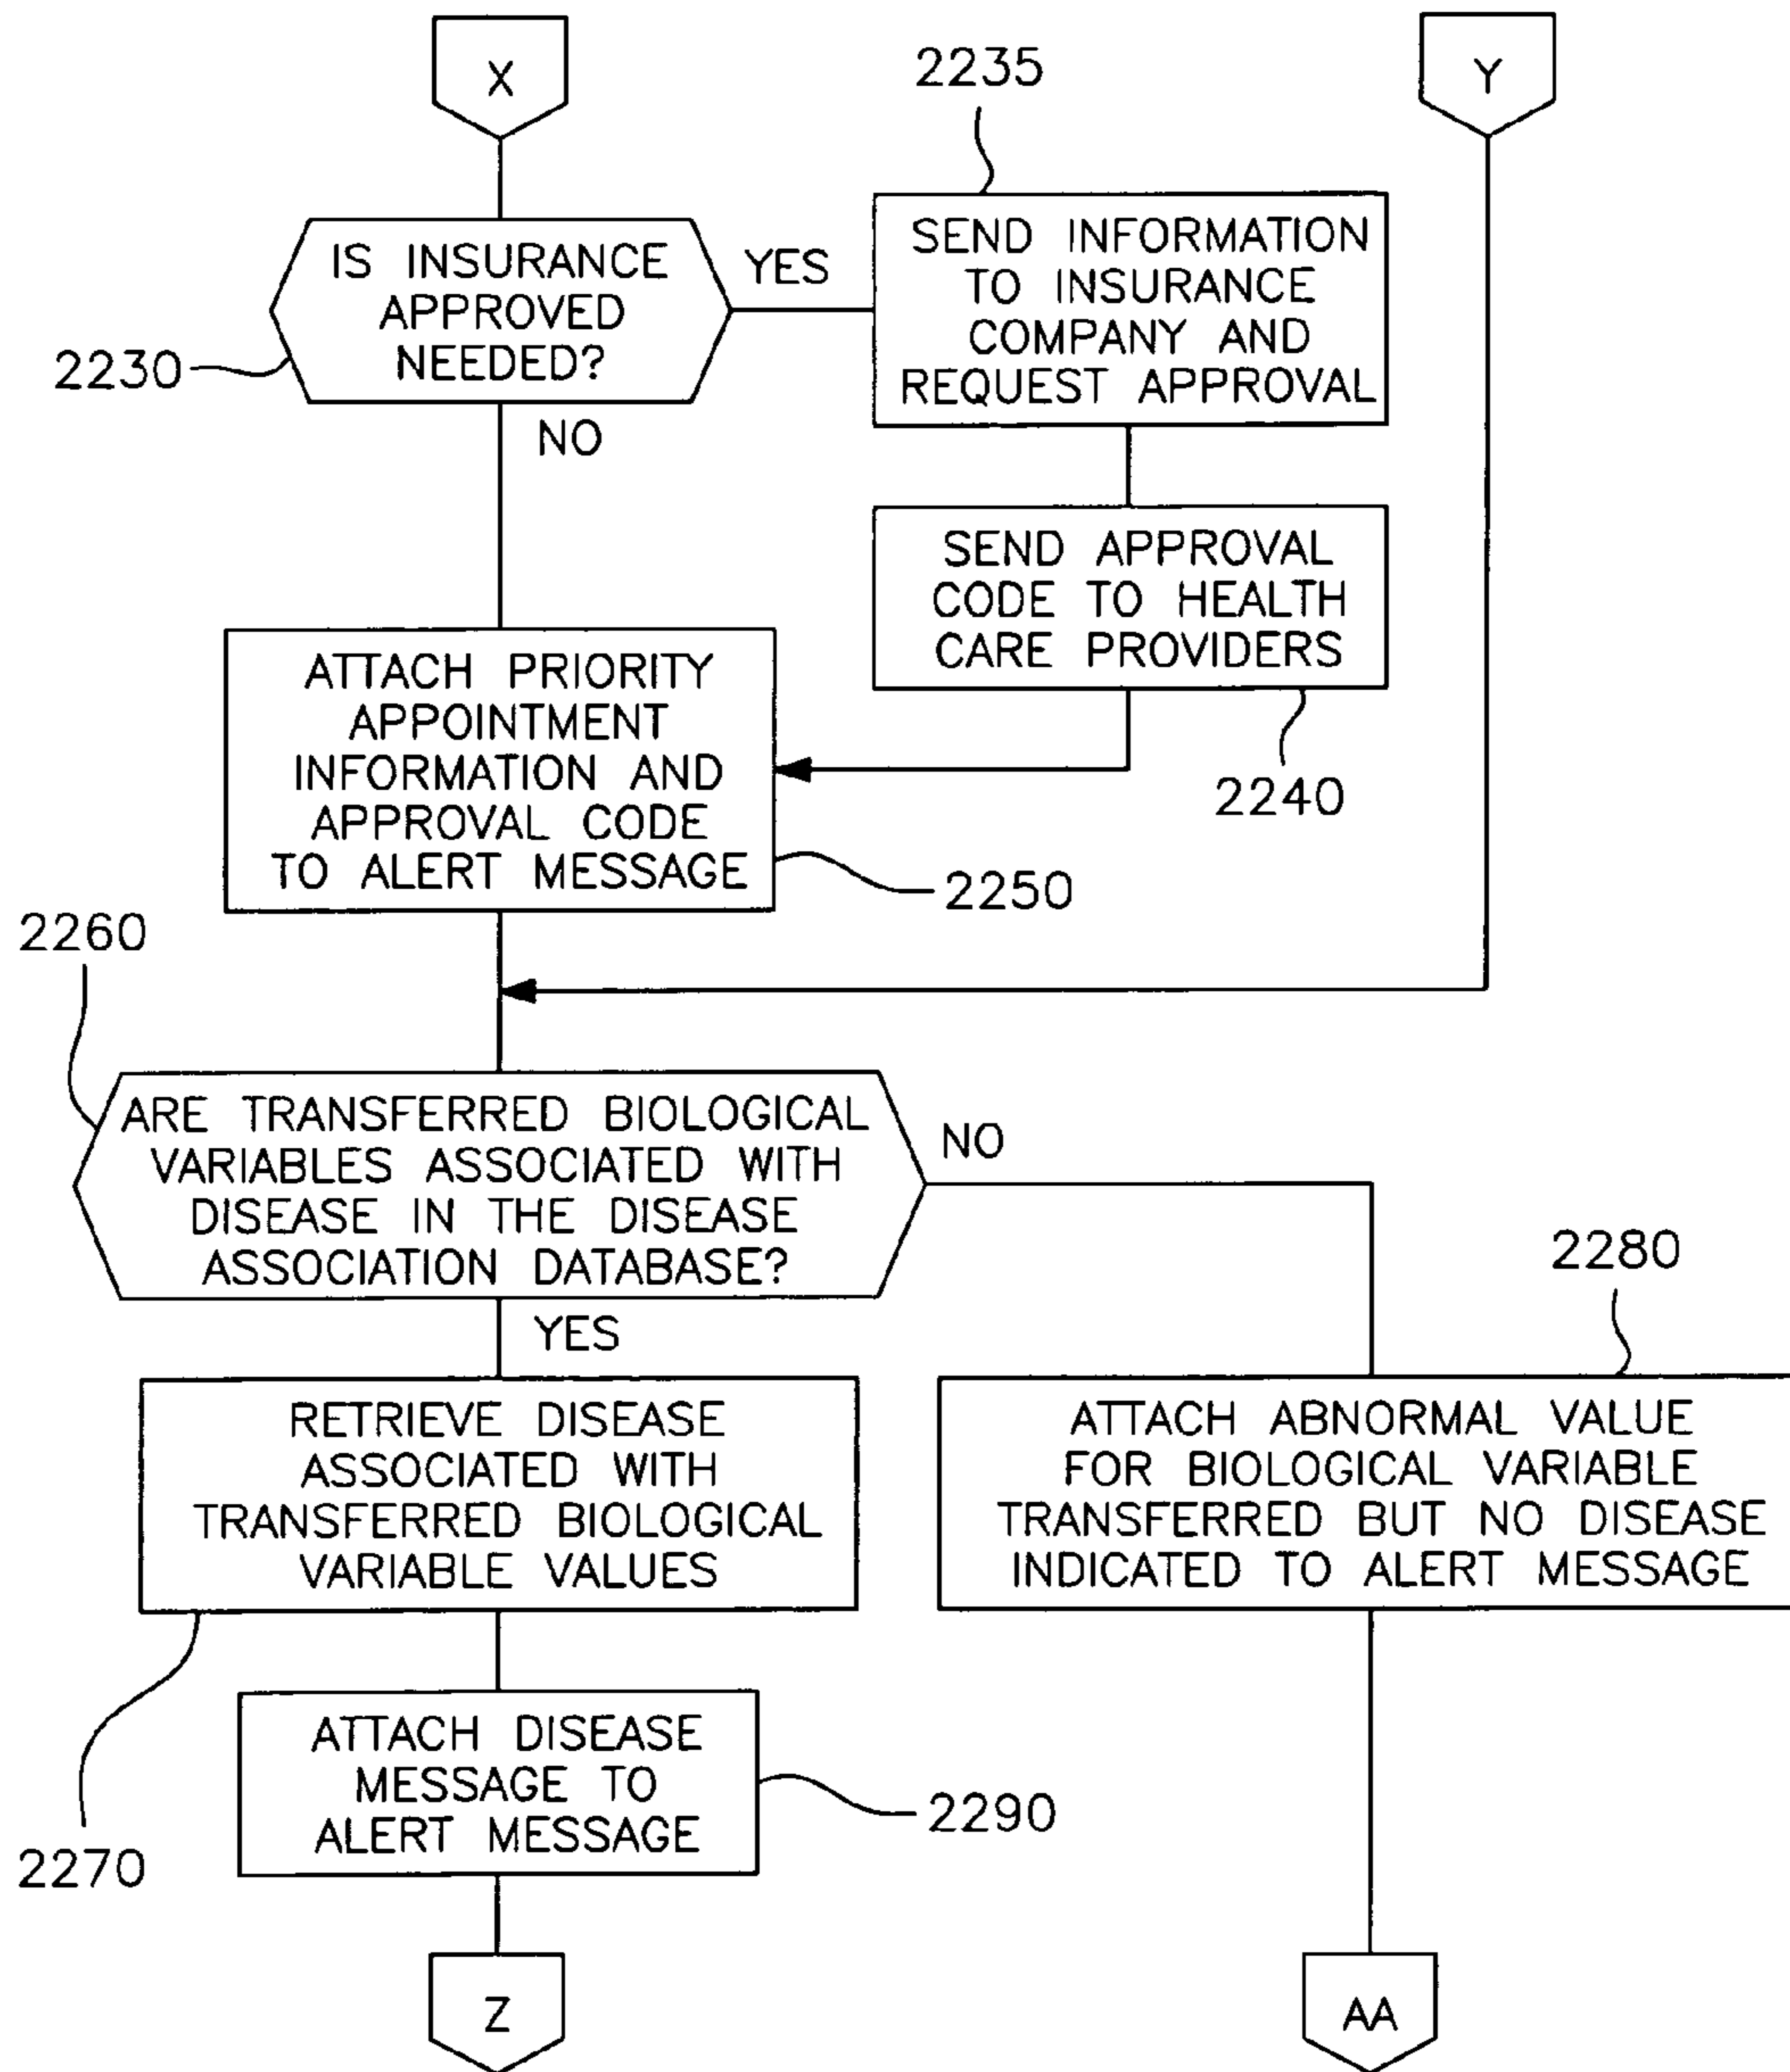 X
Y
2235
IS INSURANCE
APPROVED
NEEDED?
YES
SEND INFORMATION
TO INSURANCE
COMPANY AND
REQUEST APPROVAL
2230
NO
SEND APPROVAL
CODE TO HEALTH
CARE PROVIDERS
2240
ATTACH PRIORITY
APPOINTMENT
INFORMATION AND
APPROVAL CODE
TO ALERT MESSAGE
2250
2260
ARE TRANSFERRED BIOLOGICAL
VARIABLES ASSOCIATED WITH
DISEASE IN THE DISEASE
ASSOCIATION DATABASE?
NO
YES
2280
RETRIEVE DISEASE
ASSOCIATED WITH
TRANSFERRED BIOLOGICAL
VARIABLE VALUES
2270
ATTACH ABNORMAL VALUE
FOR BIOLOGICAL VARIABLE
TRANSFERRED BUT NO DISEASE
INDICATED TO ALERT MESSAGE
ATTACH DISEASE
MESSAGE TO
ALERT MESSAGE
2290
Z
AA